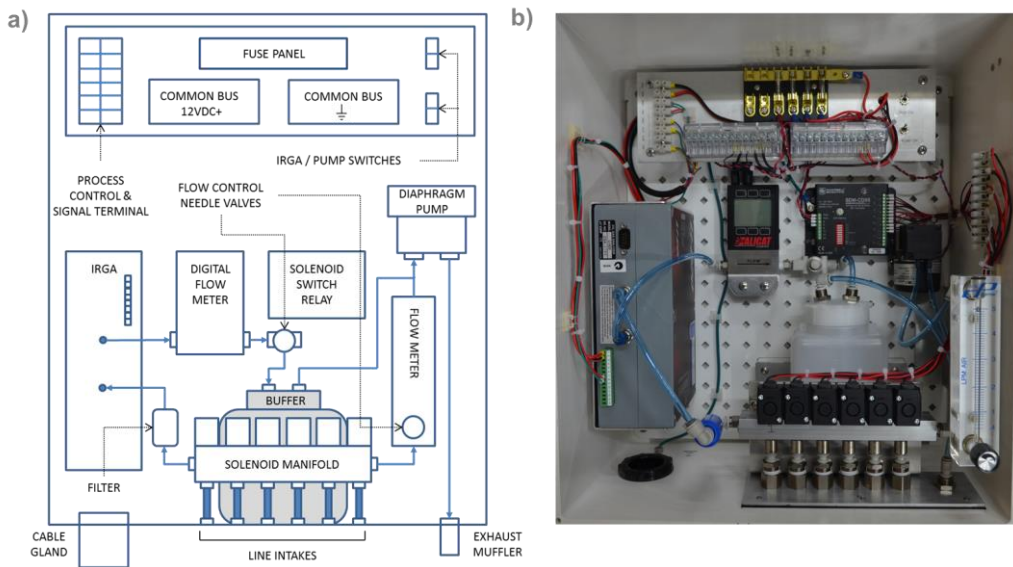 a)
FUSE PANEL
COMMON BUS
12VDC+
COMMON BUS
IRGA / PUMP SWITCHES
PROCESS
CONTROL &
SIGNAL TERMINAL
FLOW CONTROL
NEEDLE VALVES
DIAPHRAGM
PUMP
IRGA
DIGITAL
FLOW
METER
SOLENOID
SWITCH
RELAY
FLOW METER
BUFFER
SOLENOID MANIFOLD
FILTER
CABLE
GLAND
LINE INTAKES
EXHAUST
MUFFLER
b)
ALICAT
LPM AIR